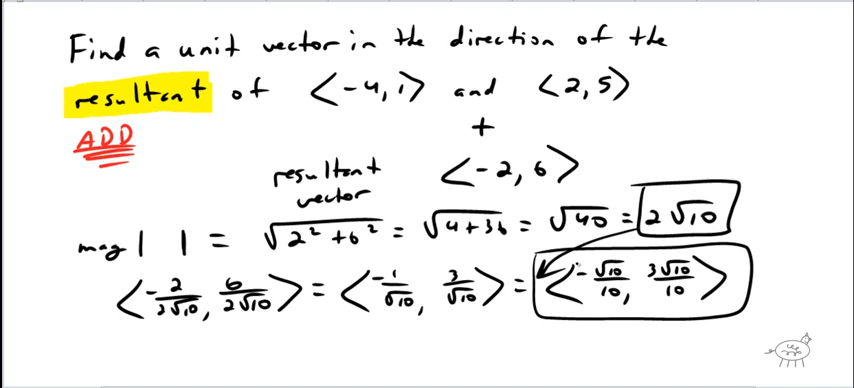 Find a unit vector in the direction of the
resultant of <-4, 1> and <2, 5>
ADD
+
resultant vector
<-2, 6>
mag | | = √(2² + 6²) = √(4+36) = √40 = 2√10
<-2/2√10, 6/2√10> = <-1/√10, 3/√10> = <-√10/10, 3√10/10>